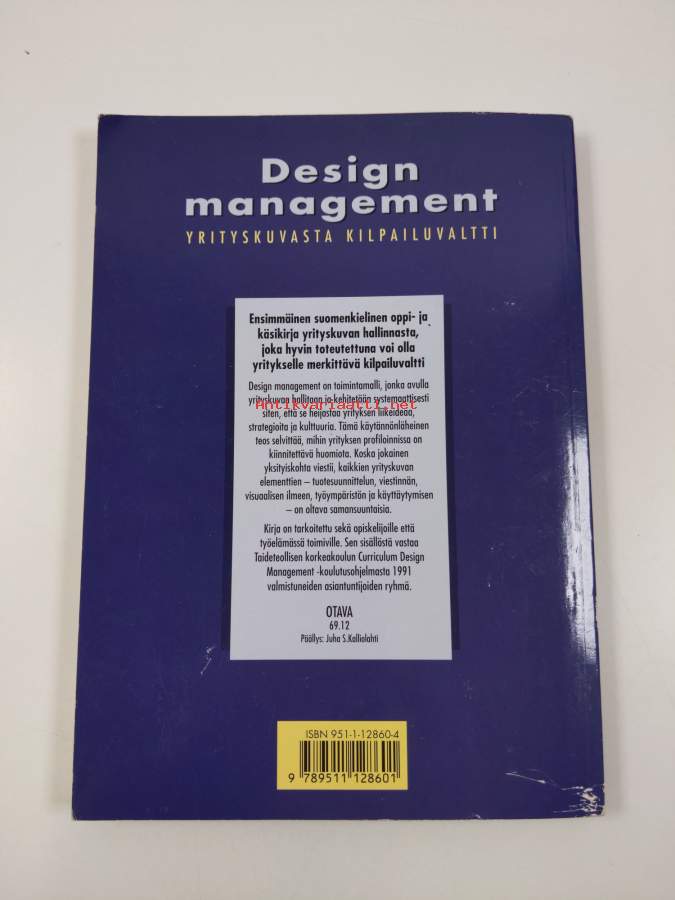 Design
management
YRITYSKUVASTA KILPAILUVALTTI
Ensimmäinen suomenkielinen oppi- ja
käsikirja yrityskuvan hallinnasta,
joka hyvin toteutettuna voi olla
yritykselle merkittävä kilpailuvaltti
Design management on toimintamalli, jonka avulla
yrityskuvaa hallitaan ja kehitetään systemaattisesti
Antikvariaatti.net
siten, että se heijastaa yrityksen liikeideaa,
strategioita ja kulttuuria. Tämä käytännönläheinen
teos selvittää, mihin yrityksen profiloinnissa on
kiinnitettävä huomiota. Koska jokainen
yksityiskohta viestii, kaikkien yrityskuvan
elementtien – tuotesuunnittelun, viestinnän,
visuaalisen ilmeen, työympäristön ja käyttäytymisen
– on oltava samansuuntaisia.
Kirja on tarkoitettu sekä opiskelijoille että
työelämässä toimiville. Sen sisällöstä vastaa
Taideteollisen korkeakoulun Curriculum Design
Management -koulutusohjelmasta 1991
valmistuneiden asiantuntijoiden ryhmä.
OTAVA
69.12
Päällys: Juha S.Kallielahti
ISBN 951-1-12860-4
9 789511 128601